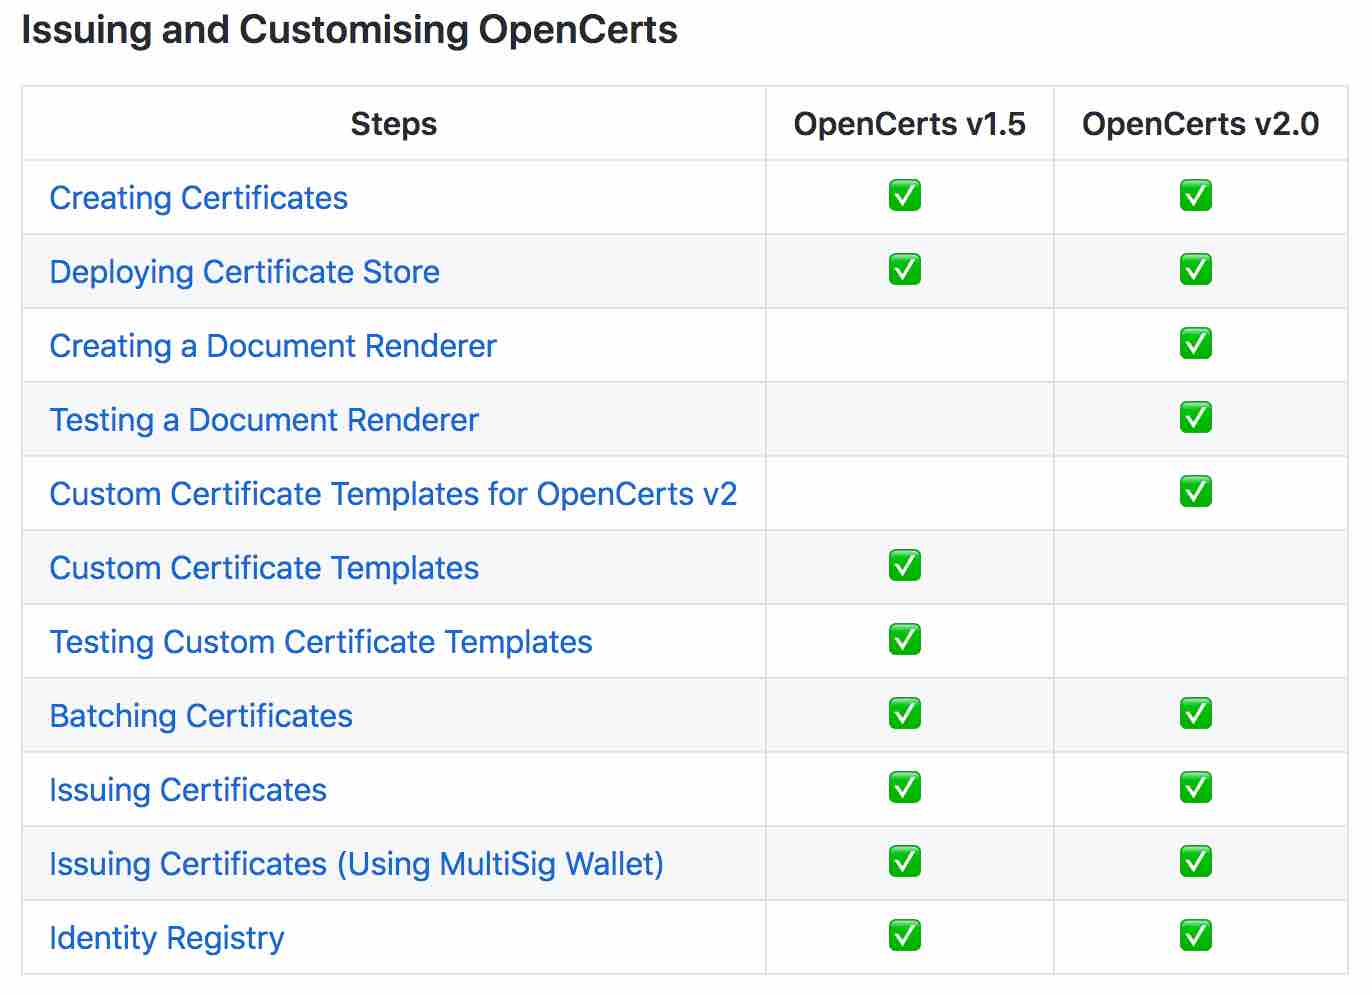 Issuing and Customising OpenCerts
Steps OpenCerts v1.5 OpenCerts v2.0
Creating Certificates ✅ ✅
Deploying Certificate Store ✅ ✅
Creating a Document Renderer ✅
Testing a Document Renderer ✅
Custom Certificate Templates for OpenCerts v2 ✅
Custom Certificate Templates ✅
Testing Custom Certificate Templates ✅
Batching Certificates ✅ ✅
Issuing Certificates ✅ ✅
Issuing Certificates (Using MultiSig Wallet) ✅ ✅
Identity Registry ✅ ✅